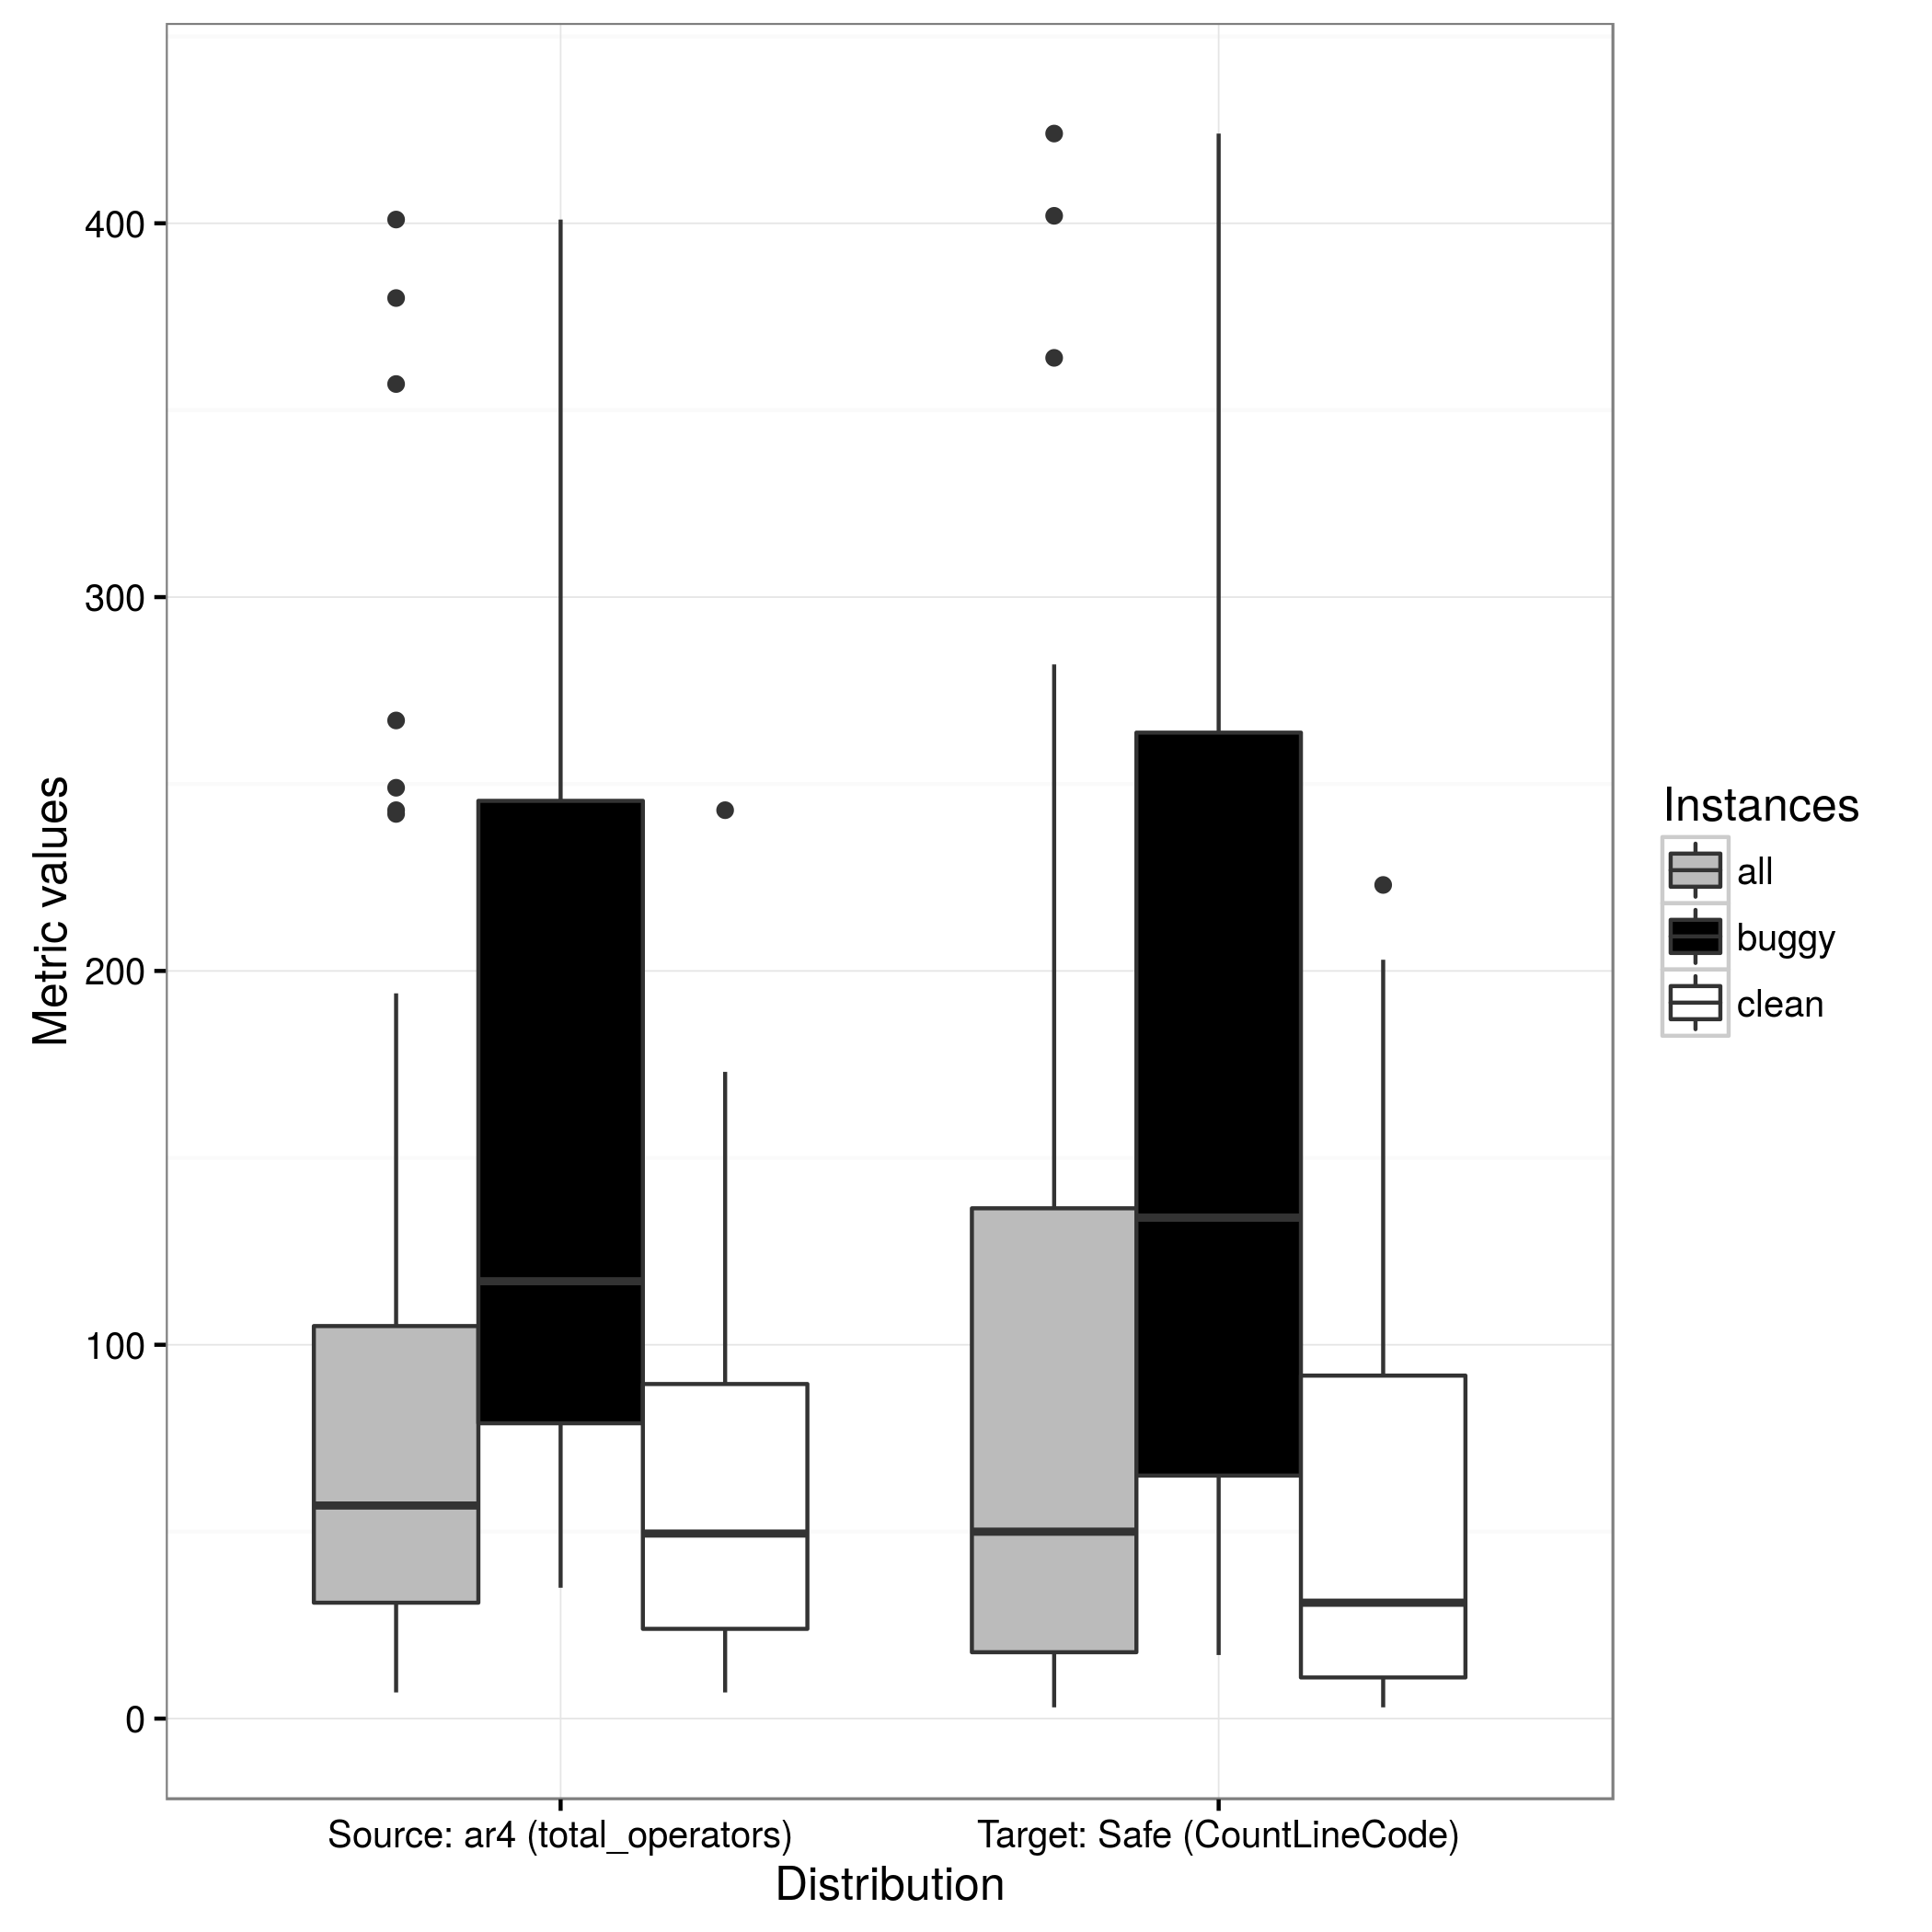 400
300
200
100
0
Metric values
Source: ar4 (total_operators)
Target: Safe (CountLineCode)
Distribution
Instances
all
buggy
clean